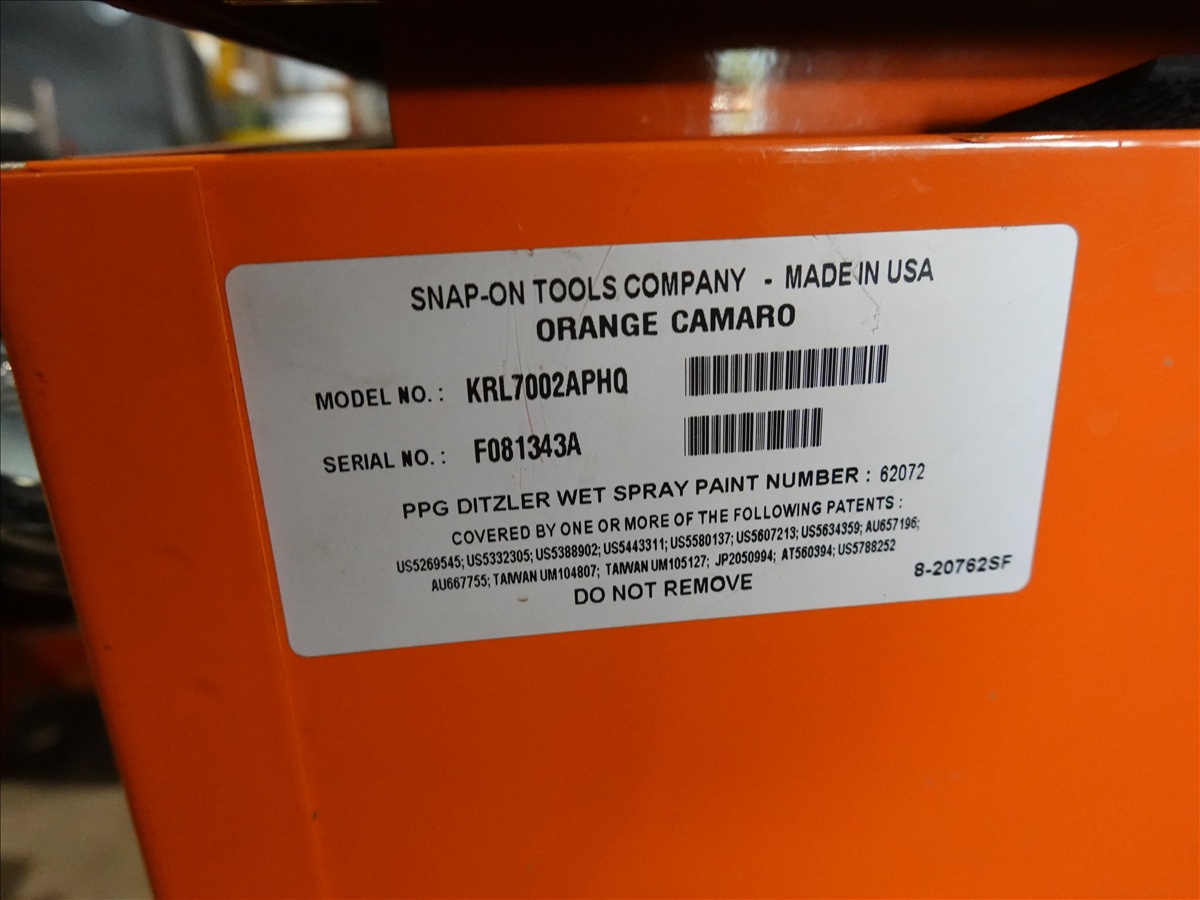 SNAP-ON TOOLS COMPANY - MADE IN USA
ORANGE CAMARO
MODEL NO. : KRL7002APHQ
SERIAL NO. : F081343A
PPG DITZLER WET SPRAY PAINT NUMBER : 62072
COVERED BY ONE OR MORE OF THE FOLLOWING PATENTS :
US5269545; US5332305; US5388902; US5443311; US5580137; US5607213; US5634359; AU657196;
AU667755; TAIWAN UM104807; TAIWAN UM105127; JP2050994; AT560394; US5788252
DO NOT REMOVE
8-20762SF